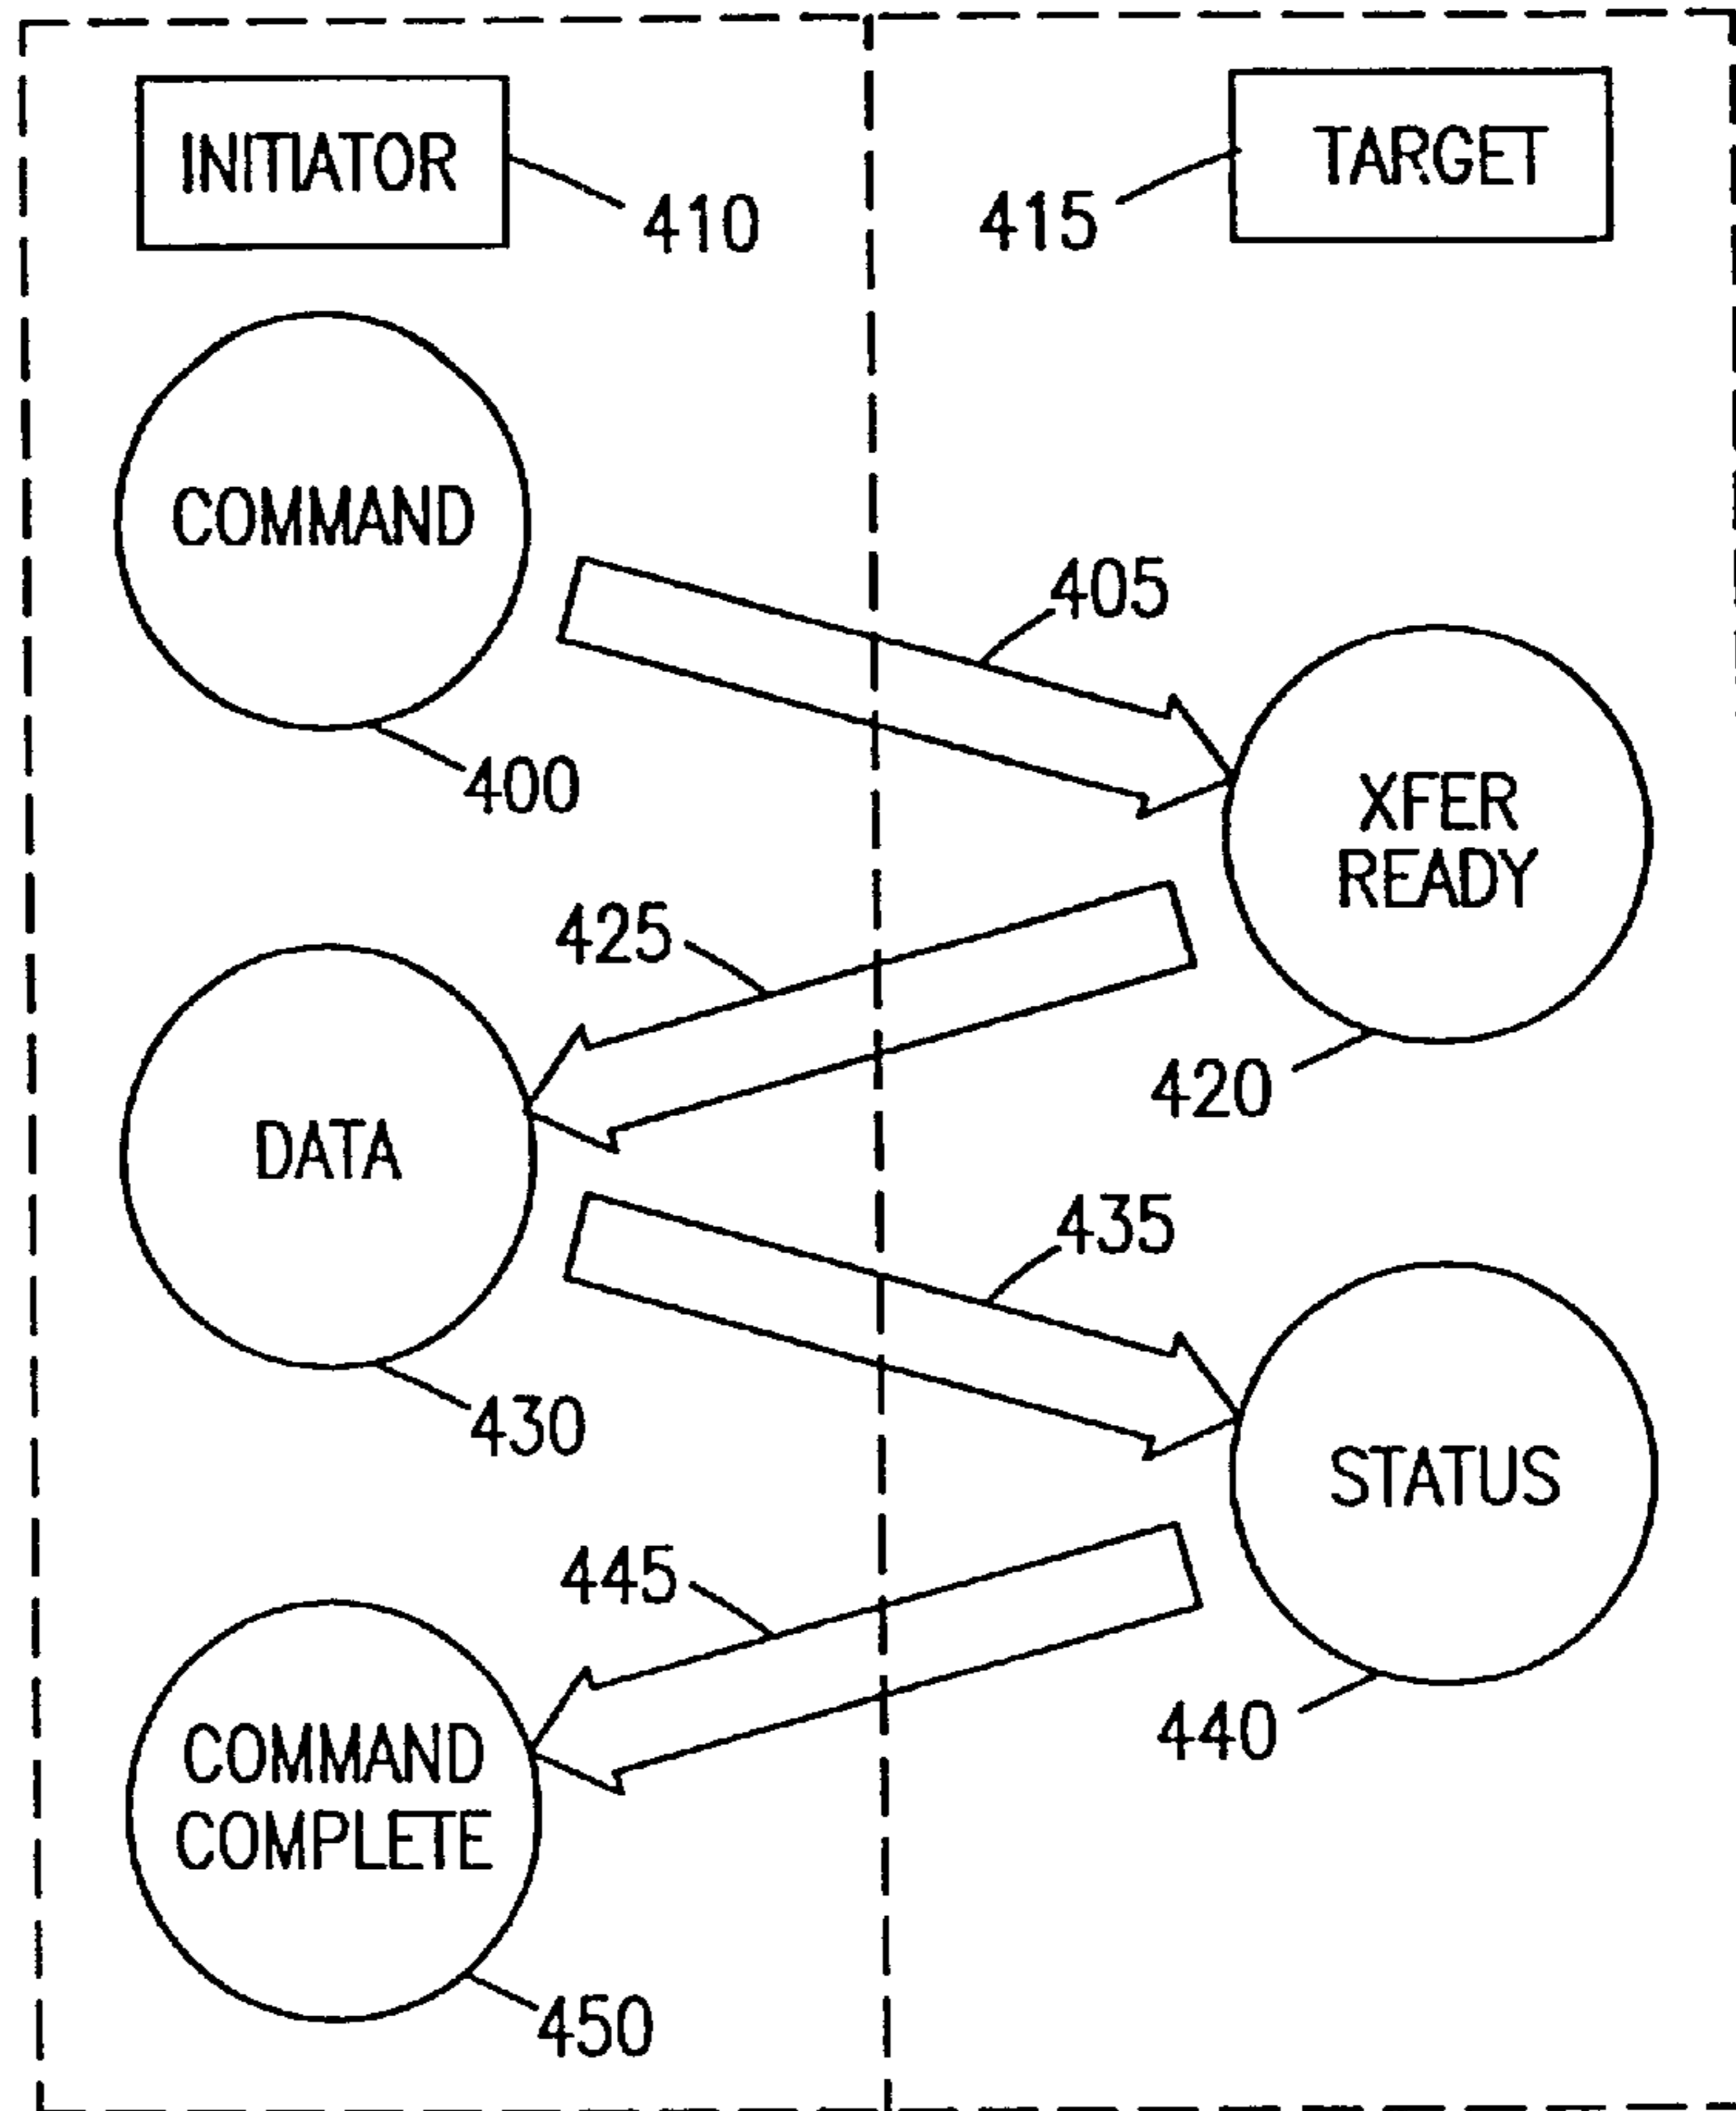 INITIATOR
410
415
TARGET
COMMAND
400
405
XFER
READY
420
425
DATA
430
435
STATUS
440
445
COMMAND
COMPLETE
450